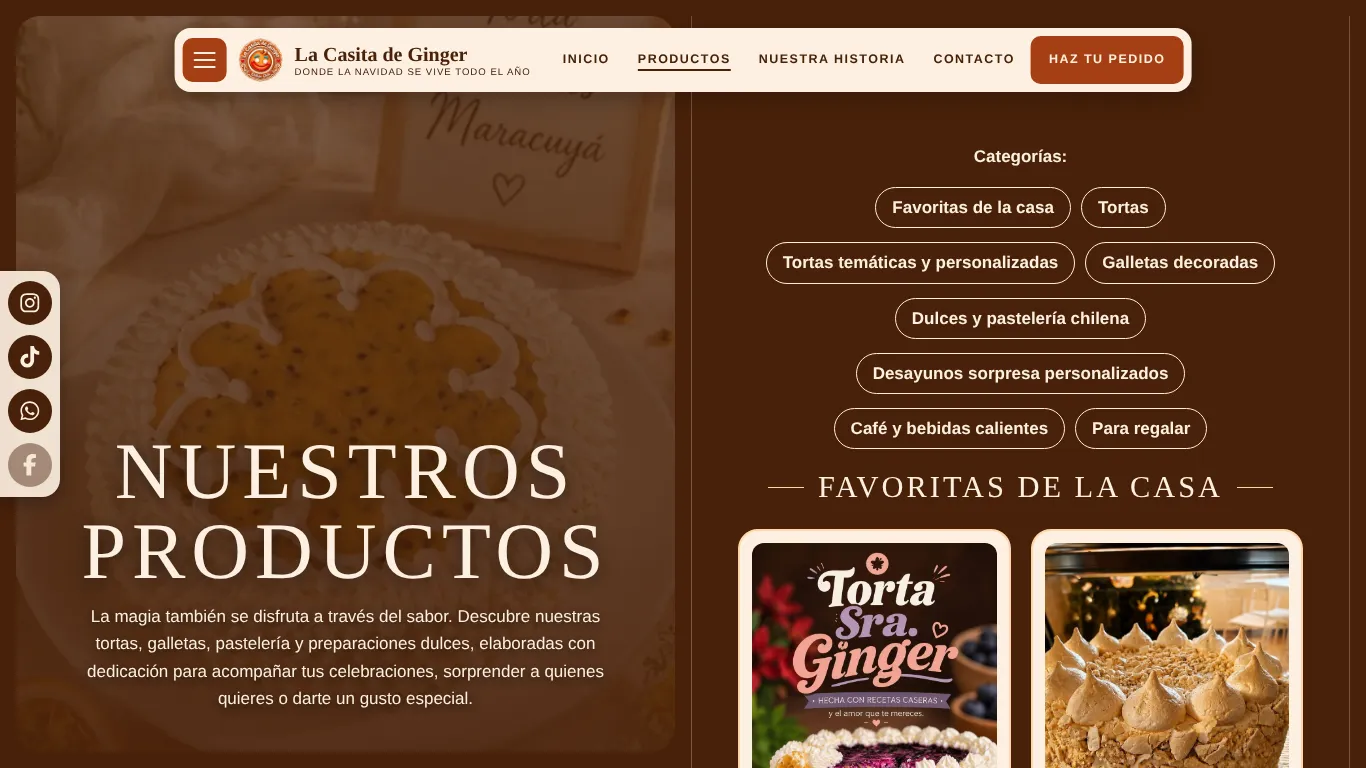 La Casita de Ginger
DONDE LA NAVIDAD SE VIVE TODO EL AÑO
INICIO
PRODUCTOS
NUESTRA HISTORIA
CONTACTO
HAZ TU PEDIDO
Maracuyá
NUESTROS
PRODUCTOS
La magia también se disfruta a través del sabor. Descubre nuestras
tortas, galletas, pastelería y preparaciones dulces, elaboradas con
dedicación para acompañar tus celebraciones, sorprender a quienes
quieres o darte un gusto especial.
Categorías:
Favoritas de la casa
Tortas
Tortas temáticas y personalizadas
Galletas decoradas
Dulces y pastelería chilena
Desayunos sorpresa personalizados
Café y bebidas calientes
Para regalar
FAVORITAS DE LA CASA
Torta
Sra.
Ginger
• HECHA CON RECETAS CASERAS •
y el amor que te mereces.